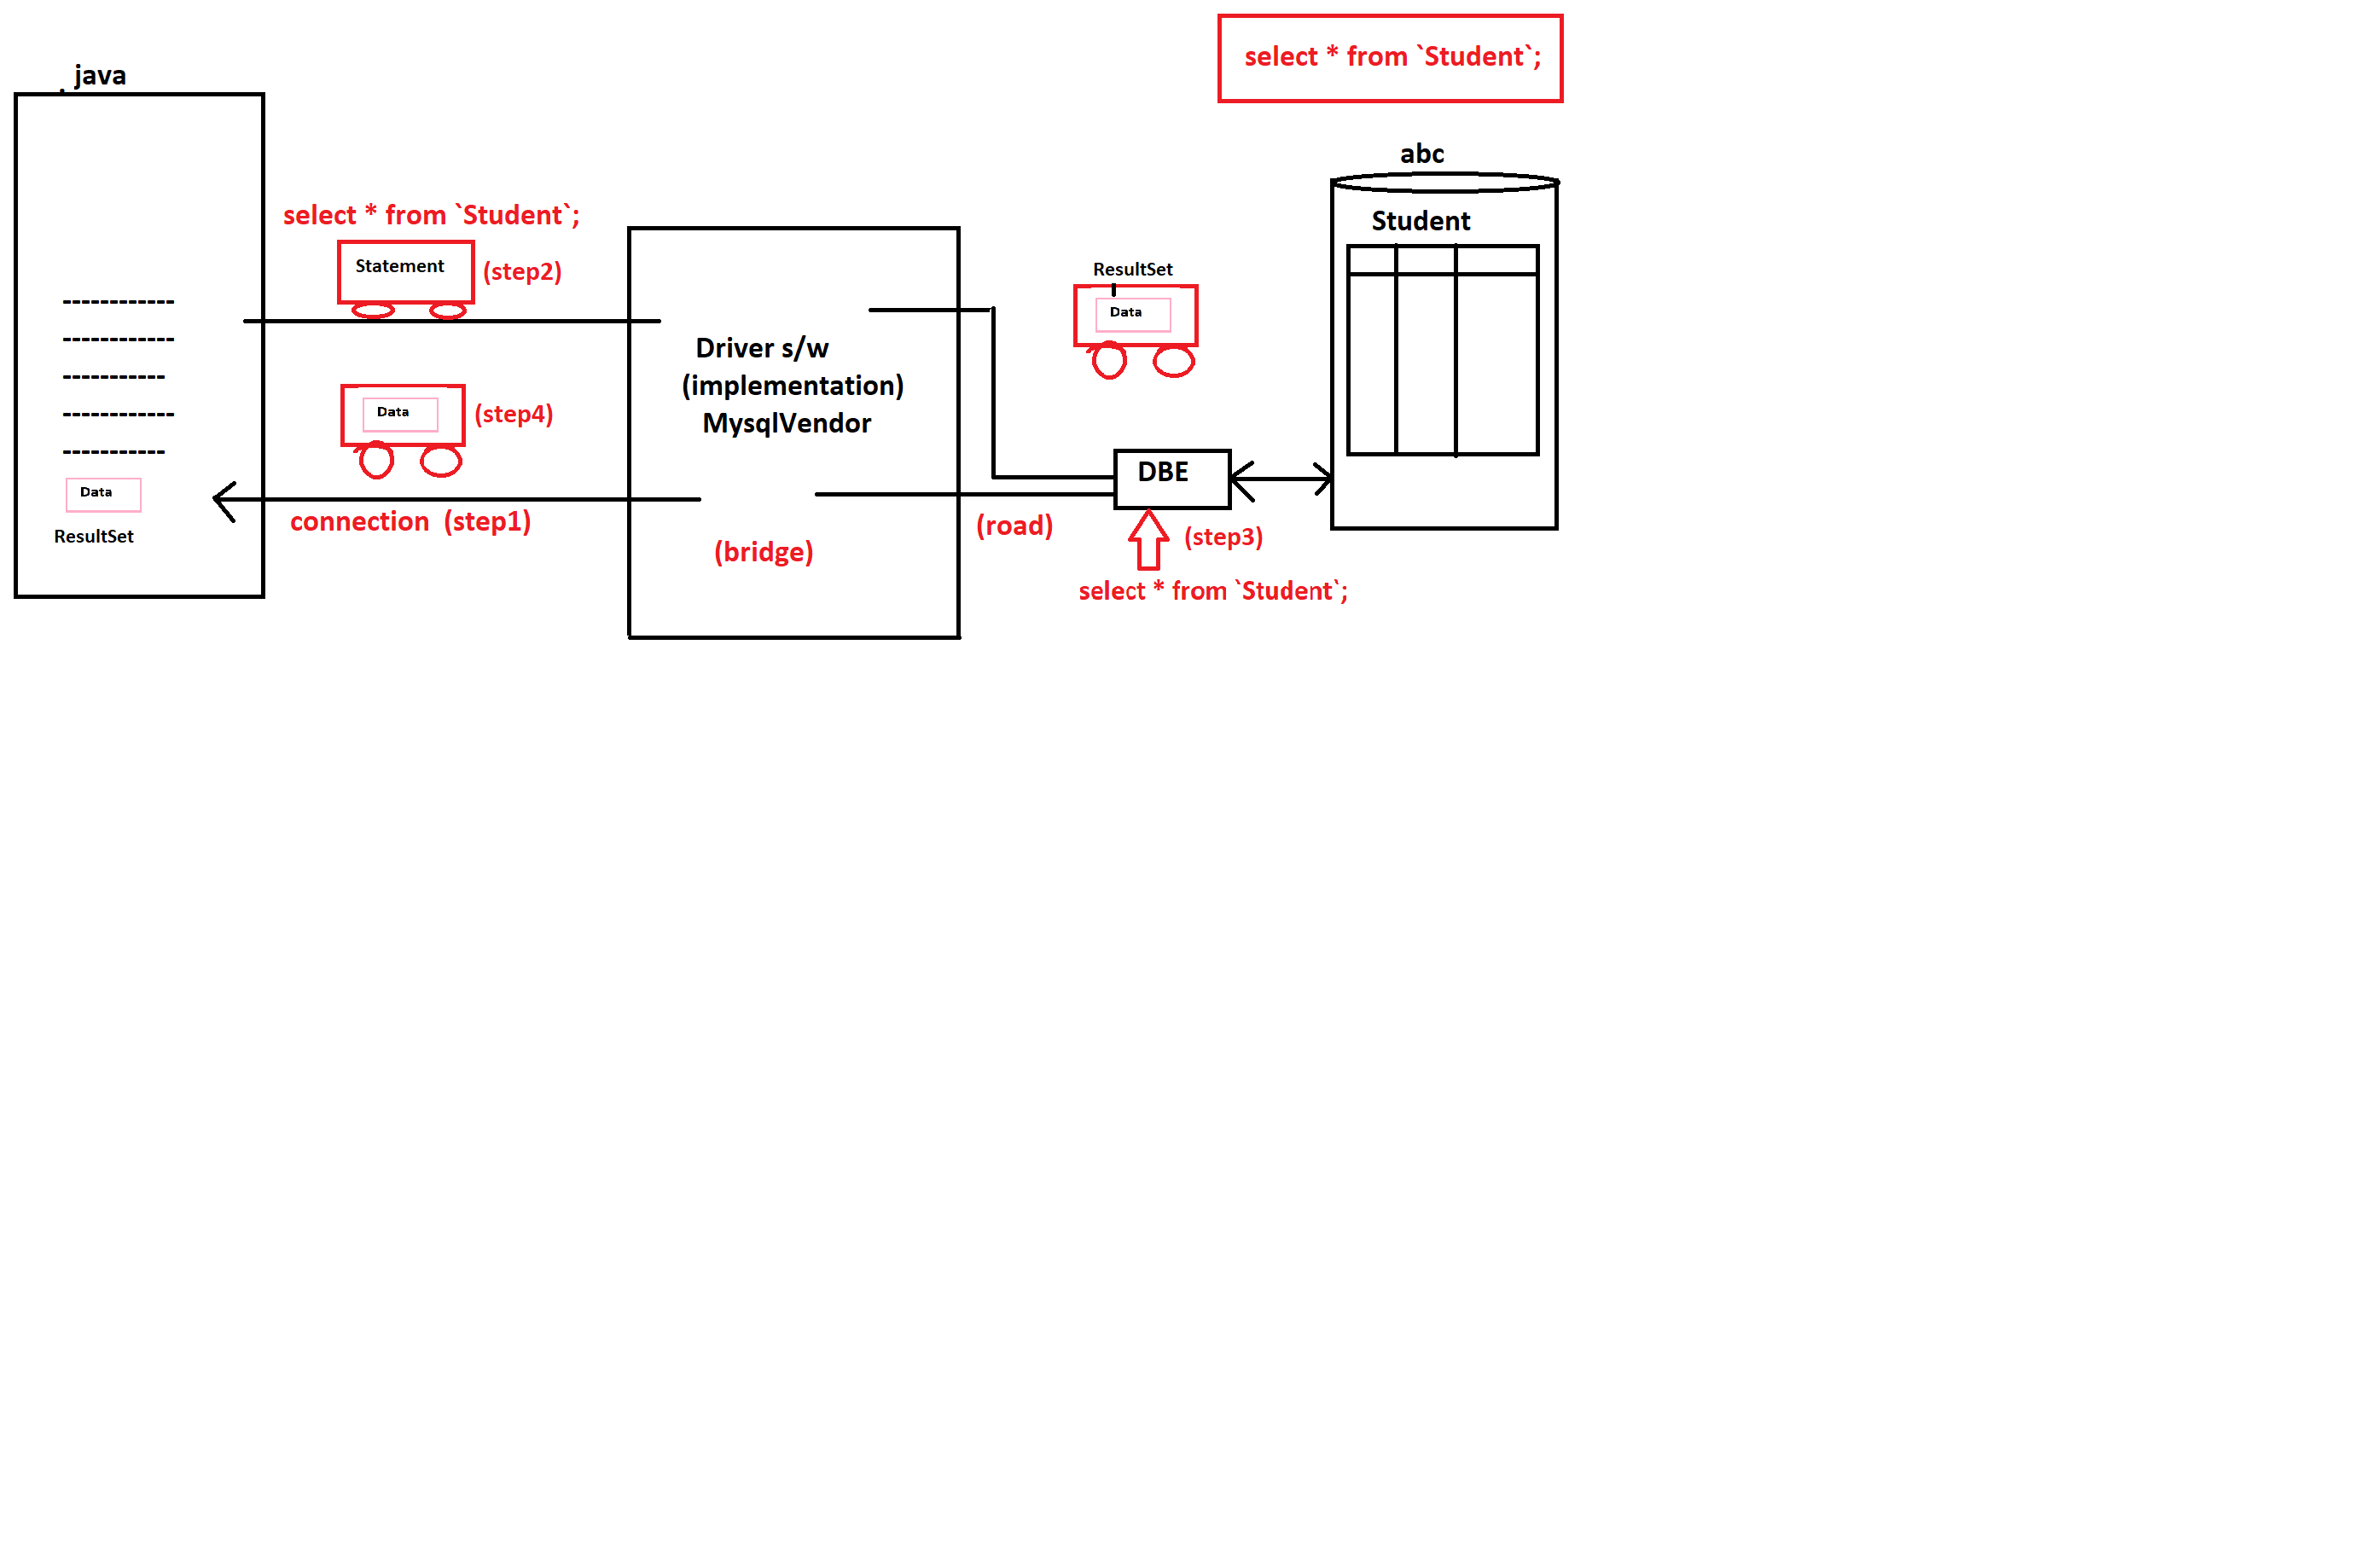 select * from `Student`;
. java
abc
Student
select * from `Student`;
Statement
(step2)
ResultSet
Data
------------
------------
-----------
------------
-----------
Driver s/w
(implementation)
MysqlVendor
Data
(step4)
DBE
Data
ResultSet
connection (step1)
(bridge)
(road)
(step3)
select * from `Student`;